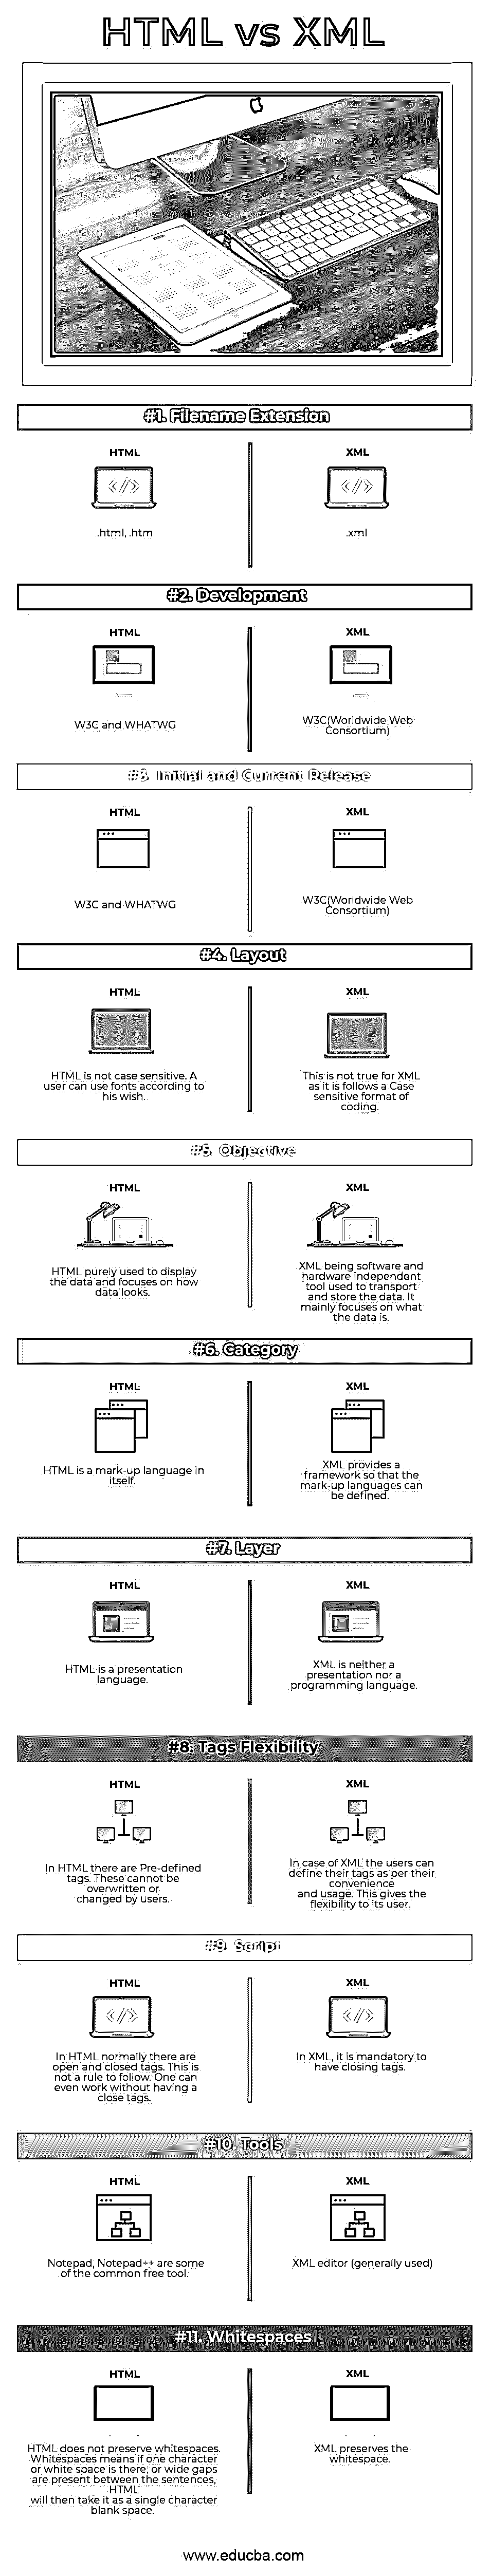 HTML vs XML
#1. Filename Extension
HTML
.html, .htm
XML
.xml
#2. Development
HTML
W3C and WHATWG
XML
W3C(Worldwide Web
Consortium)
#3. Initial and Current Release
HTML
W3C and WHATWG
XML
W3C(Worldwide Web
Consortium)
#4. Layout
HTML
HTML is not case sensitive. A
user can use fonts according to
his wish.
XML
This is not true for XML
as it is follows a Case
sensitive format of
coding.
#5. Objective
HTML
HTML purely used to display
the data and focuses on how
data looks.
XML
XML being software and
hardware independent
tool used to transport
and store the data. It
mainly focuses on what
the data is.
#6. Category
HTML
HTML is a mark-up language in
itself.
XML
XML provides a
framework so that the
mark-up languages can
be defined.
#7. Layer
HTML
HTML is a presentation
language.
XML
XML is neither a
presentation nor a
programming language.
#8. Tags Flexibility
HTML
In HTML there are Pre-defined
tags. These cannot be
overwritten or
changed by users.
XML
In case of XML the users can
define their tags as per their
convenience
and usage. This gives the
flexibility to its user.
#9. Script
HTML
In HTML normally there are
open and closed tags. This is
not a rule to follow. One can
even work without having a
close tags.
XML
In XML, it is mandatory to
have closing tags.
#10. Tools
HTML
Notepad, Notepad++ are some
of the common free tool.
XML
XML editor (generally used)
#11. Whitespaces
HTML
HTML does not preserve whitespaces.
Whitespaces means if one character
or white space is there, or wide gaps
are present between the sentences,
HTML
will then take it as a single character
blank space.
XML
XML preserves the
whitespace.
www.educba.com